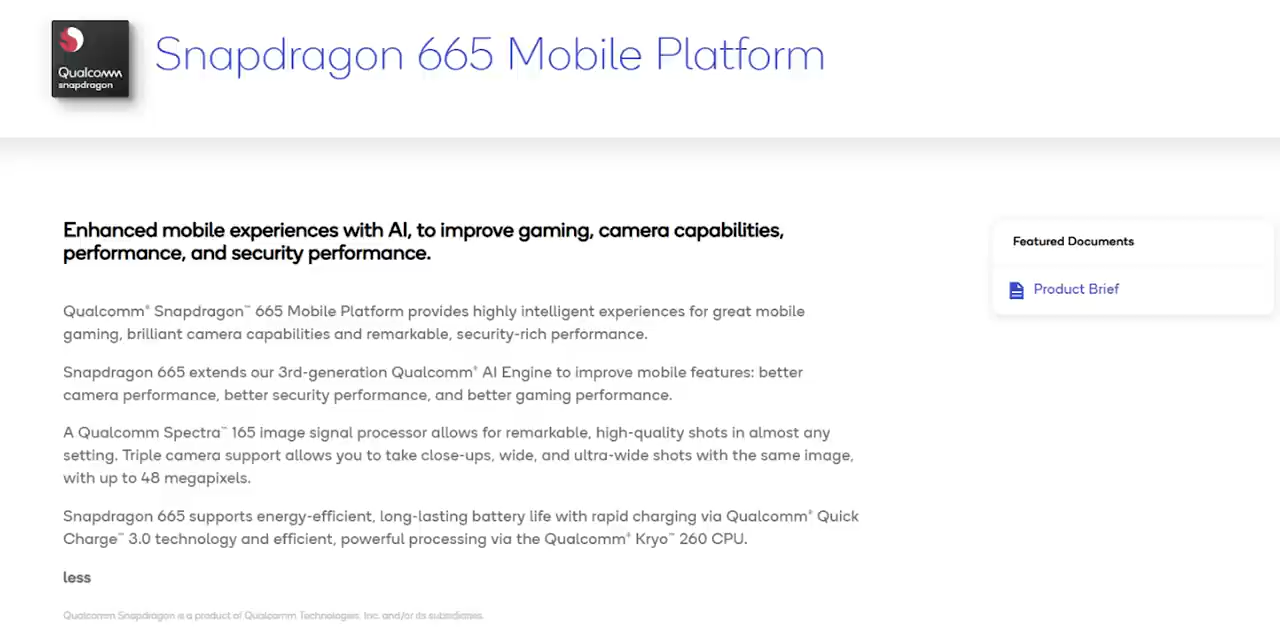 Qualcomm
snapdragon
Snapdragon 665 Mobile Platform
Enhanced mobile experiences with AI, to improve gaming, camera capabilities,
performance, and security performance.
Featured Documents
Product Brief
Qualcomm® Snapdragon™ 665 Mobile Platform provides highly intelligent experiences for great mobile
gaming, brilliant camera capabilities and remarkable, security-rich performance.
Snapdragon 665 extends our 3rd-generation Qualcomm® AI Engine to improve mobile features: better
camera performance, better security performance, and better gaming performance.
A Qualcomm Spectra™ 165 image signal processor allows for remarkable, high-quality shots in almost any
setting. Triple camera support allows you to take close-ups, wide, and ultra-wide shots with the same image,
with up to 48 megapixels.
Snapdragon 665 supports energy-efficient, long-lasting battery life with rapid charging via Qualcomm® Quick
Charge™ 3.0 technology and efficient, powerful processing via the Qualcomm® Kryo™ 260 CPU.
less
Qualcomm Snapdragon is a product of Qualcomm Technologies, Inc. and/or its subsidiaries.